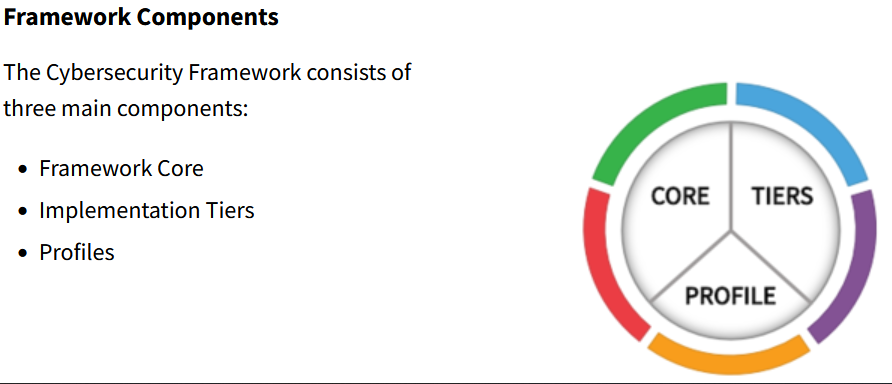 Framework Components
The Cybersecurity Framework consists of
three main components:
• Framework Core
• Implementation Tiers
• Profiles
CORE
TIERS
PROFILE